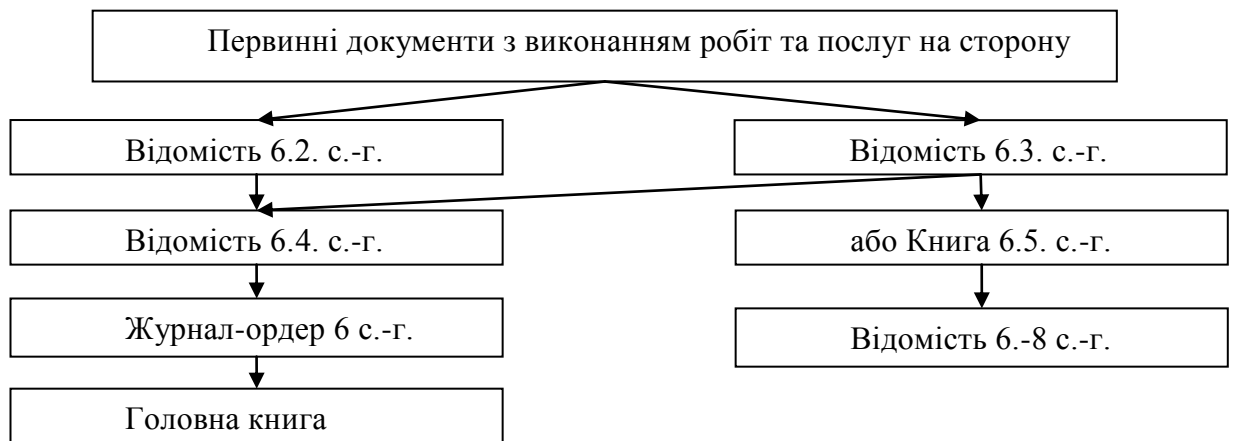 Первинні документи з виконанням робіт та послуг на сторону
Відомість 6.2. с.-г.
Відомість 6.3. с.-г.
Відомість 6.4. с.-г.
або Книга 6.5. с.-г.
Журнал-ордер 6 с.-г.
Відомість 6.-8 с.-г.
Головна книга